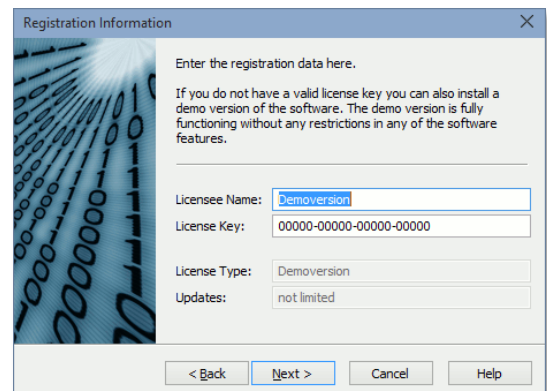 Registration Information
Enter the registration data here.
If you do not have a valid license key you can also install a
demo version of the software. The demo version is fully
functioning without any restrictions in any of the software
features.
Licensee Name: Demoversion
License Key: 00000-00000-00000-00000
License Type: Demoversion
Updates: not limited
< Back Next > Cancel Help